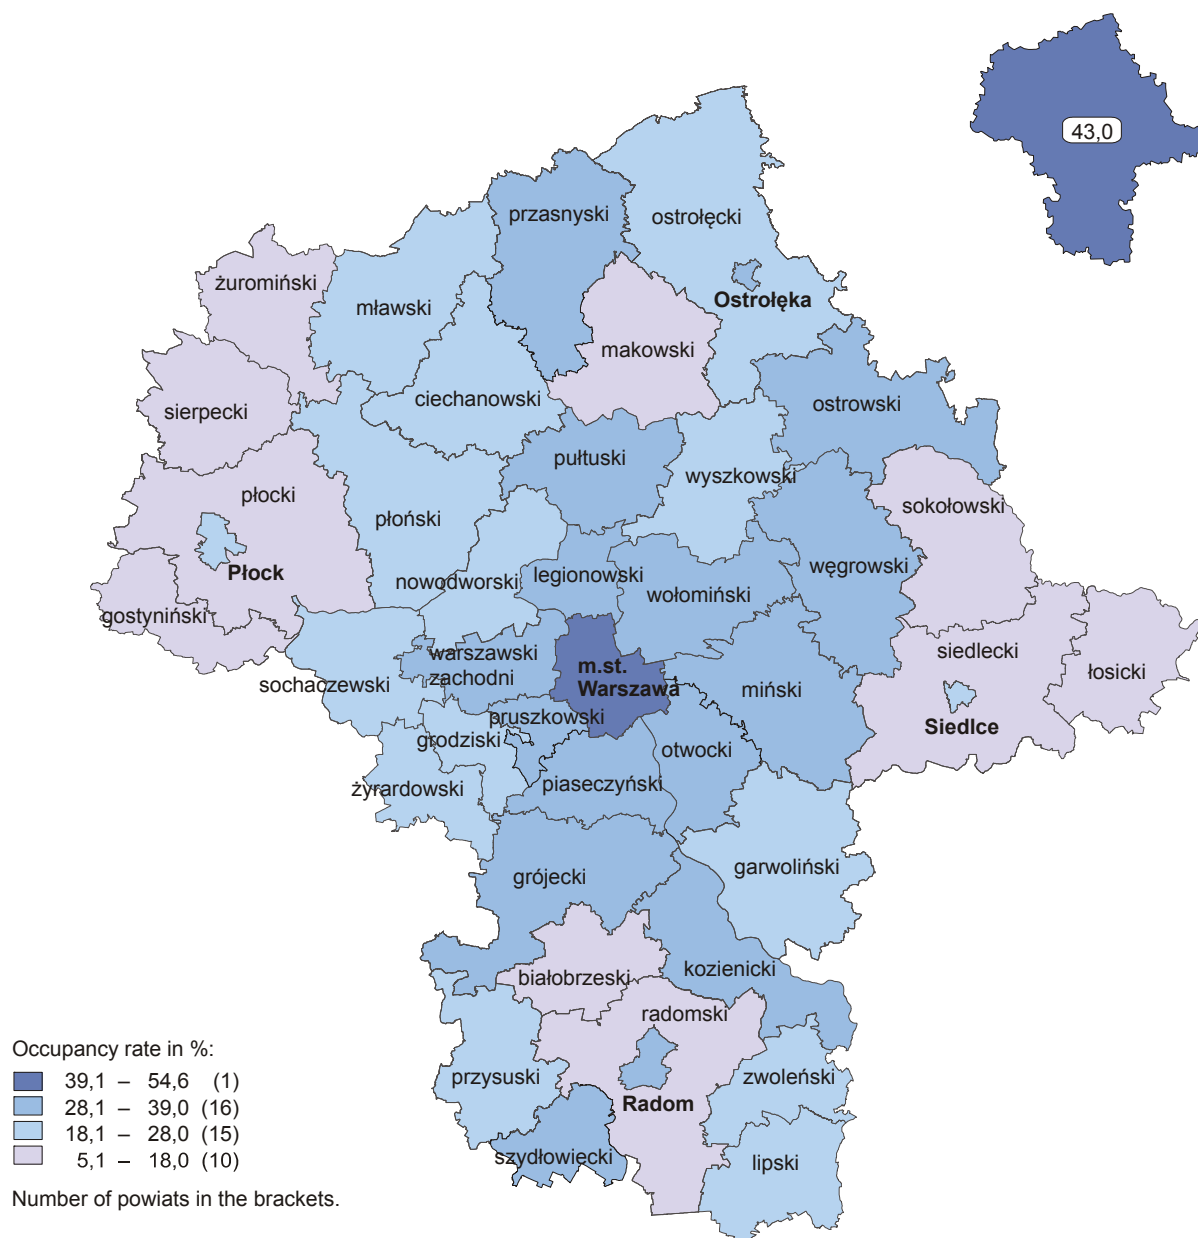 43,0
przasnyski
ostrołęcki
żuromiński
mławski
Ostrołęka
makowski
ciechanowski
sierpecki
ostrowski
pułtuski
wyszkowski
płocki
sokołowski
płoński
Płock
nowodworski
legionowski
węgrowski
wołomiński
gostyniński
warszawski
zachodni
siedlecki
m.st.
Warszawa
łosicki
sochaczewski
miński
Siedlce
pruszkowski
grodziski
otwocki
żyrardowski
piaseczyński
garwoliński
grójecki
białobrzeski
kozienicki
radomski
przysuski
zwoleński
Radom
szydłowiecki
lipski
Occupancy rate in %:
39,1 – 54,6 (1)
28,1 – 39,0 (16)
18,1 – 28,0 (15)
5,1 – 18,0 (10)
Number of powiats in the brackets.